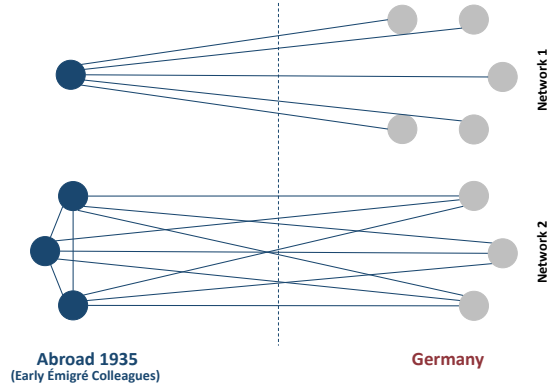 Network 1
Network 2
Abroad 1935
(Early Émigré Colleagues)
Germany